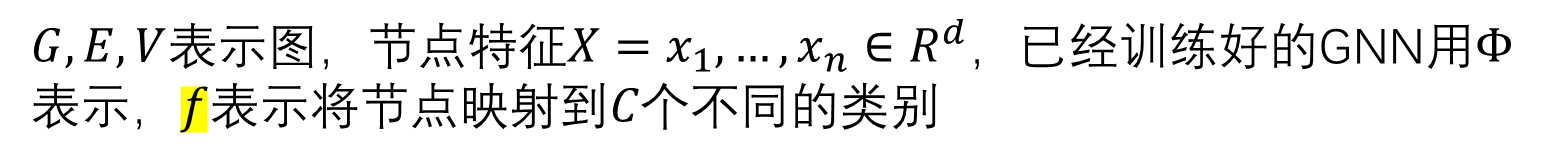 G, E, V表示图，节点特征X = x₁, … , xₙ ∈ Rᵈ，已经训练好的GNN用Φ
表示，f表示将节点映射到C个不同的类别